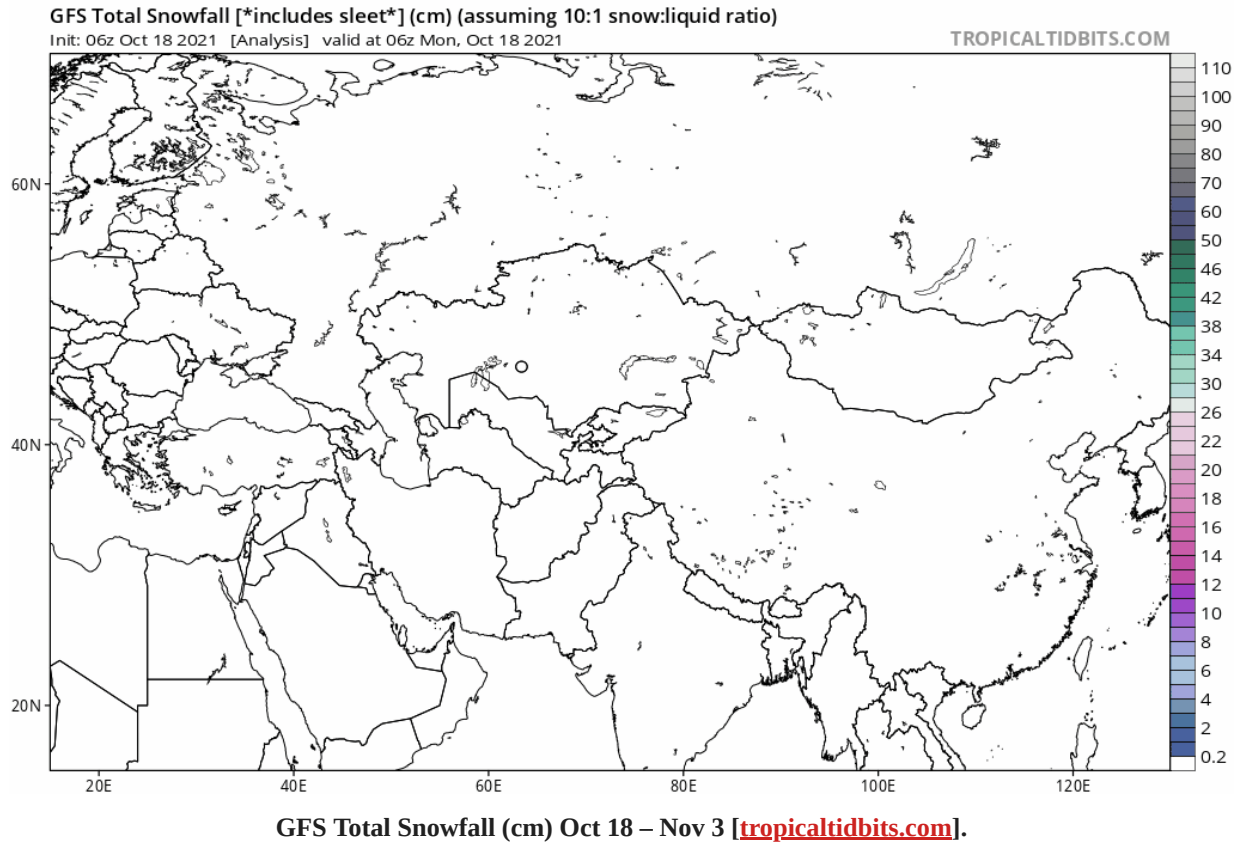 GFS Total Snowfall [*includes sleet*] (cm) (assuming 10:1 snow:liquid ratio)
Init: 06z Oct 18 2021   [Analysis]   valid at 06z Mon, Oct 18 2021
TROPICALTIDBITS.COM
110
100
90
80
70
60
50
46
42
38
34
30
26
22
20
18
16
14
12
10
8
6
4
2
0.2
60N
40N
20N
20E
40E
60E
80E
100E
120E
GFS Total Snowfall (cm) Oct 18 – Nov 3 [tropicaltidbits.com].